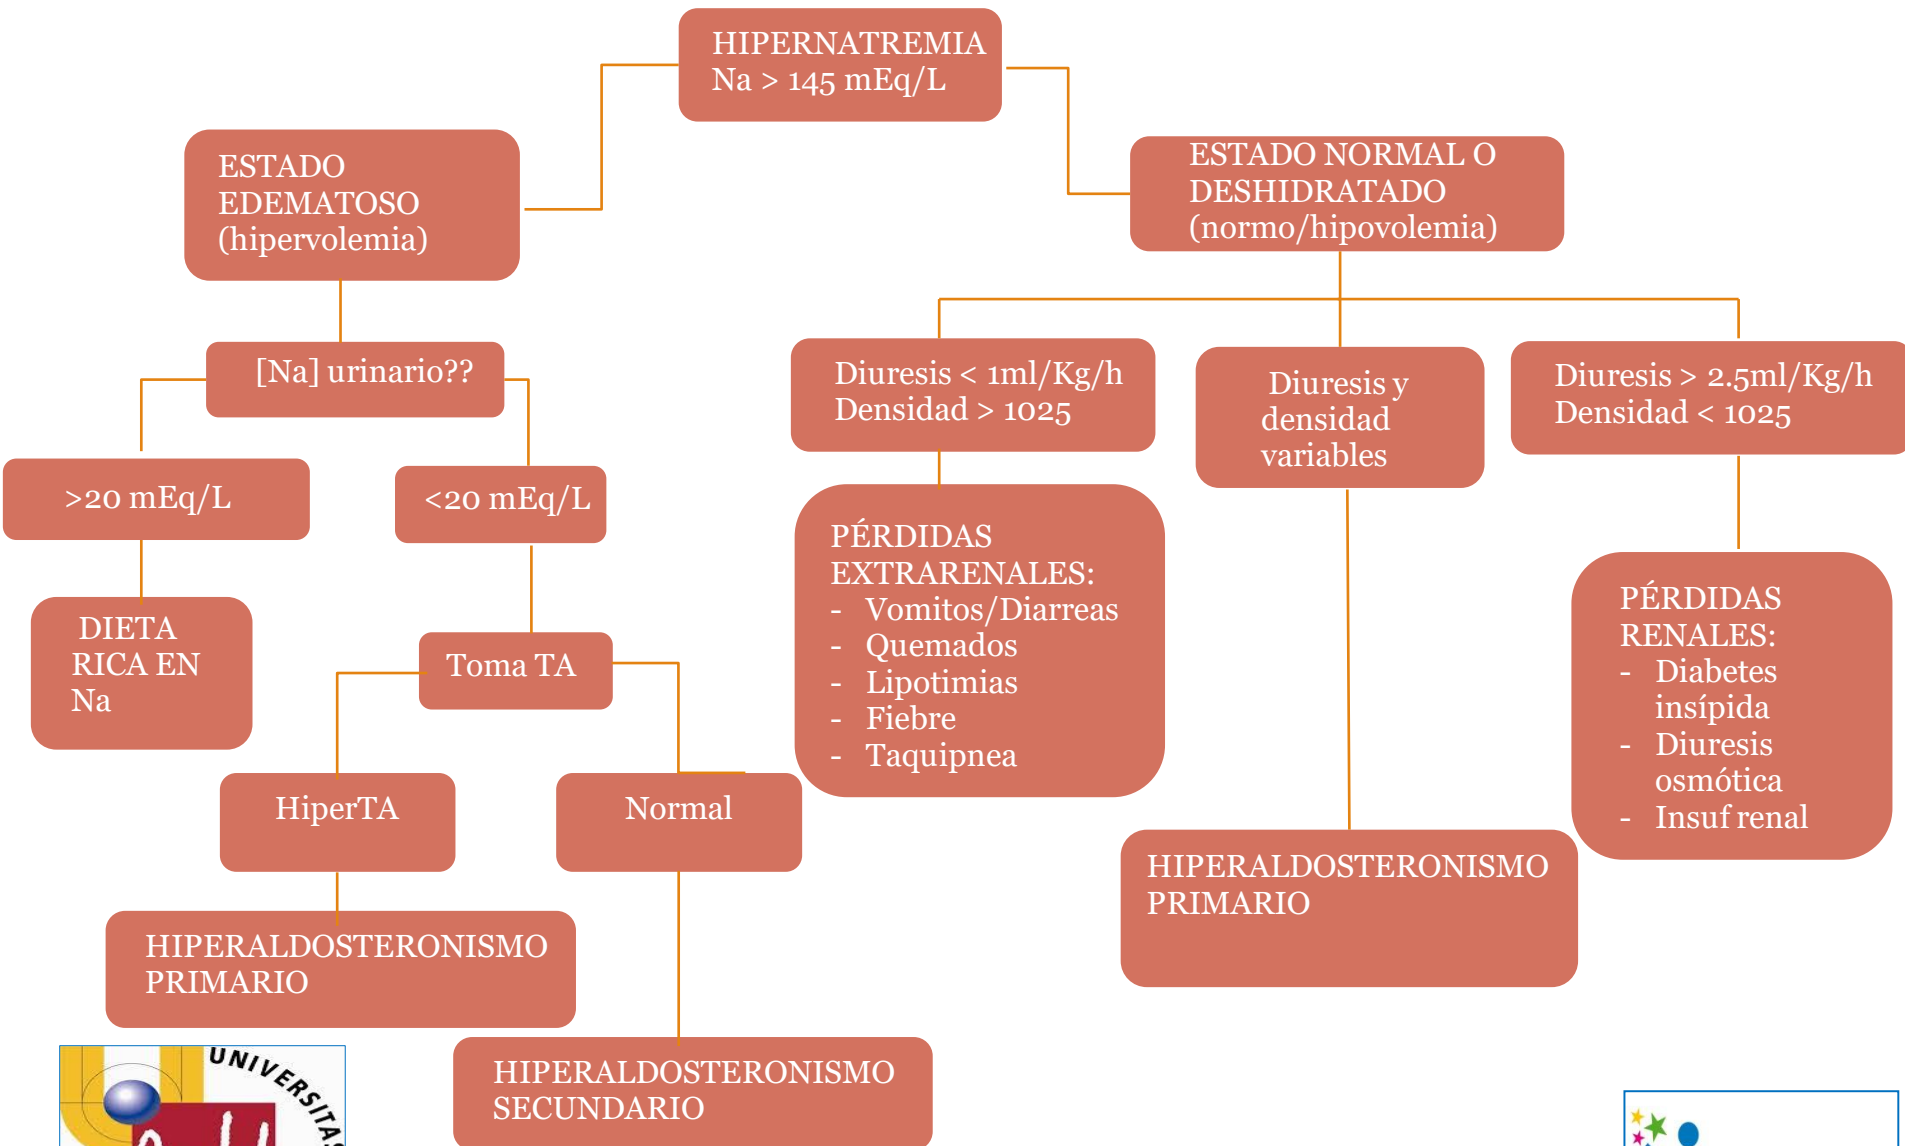 HIPERNATREMIA
Na > 145 mEq/L
ESTADO
EDEMATOSO
(hipervolemia)
ESTADO NORMAL O
DESHIDRATADO
(normo/hipovolemia)
[Na] urinario??
>20 mEq/L
<20 mEq/L
DIETA
RICA EN
Na
Toma TA
HiperTA
Normal
HIPERALDOSTERONISMO
PRIMARIO
HIPERALDOSTERONISMO
SECUNDARIO
Diuresis < 1ml/Kg/h
Densidad > 1025
PÉRDIDAS
EXTRARENALES:
- Vomitos/Diarreas
- Quemados
- Lipotimias
- Fiebre
- Taquipnea
Diuresis y
densidad
variables
HIPERALDOSTERONISMO
PRIMARIO
Diuresis > 2.5ml/Kg/h
Densidad < 1025
PÉRDIDAS
RENALES:
- Diabetes
insípida
- Diuresis
osmótica
- Insuf renal
UNIVERSITAS